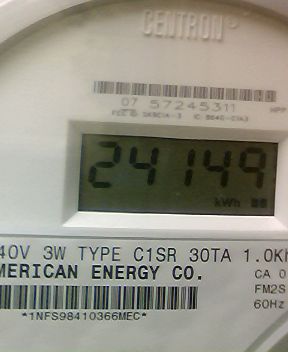 CENTRON®
07 57245311
24149
kWh
40V 3W TYPE C1SR 30TA 1.0Kh
MERICAN ENERGY CO.
CA 0
FM2S
60Hz
*1NFS98410366MEC*